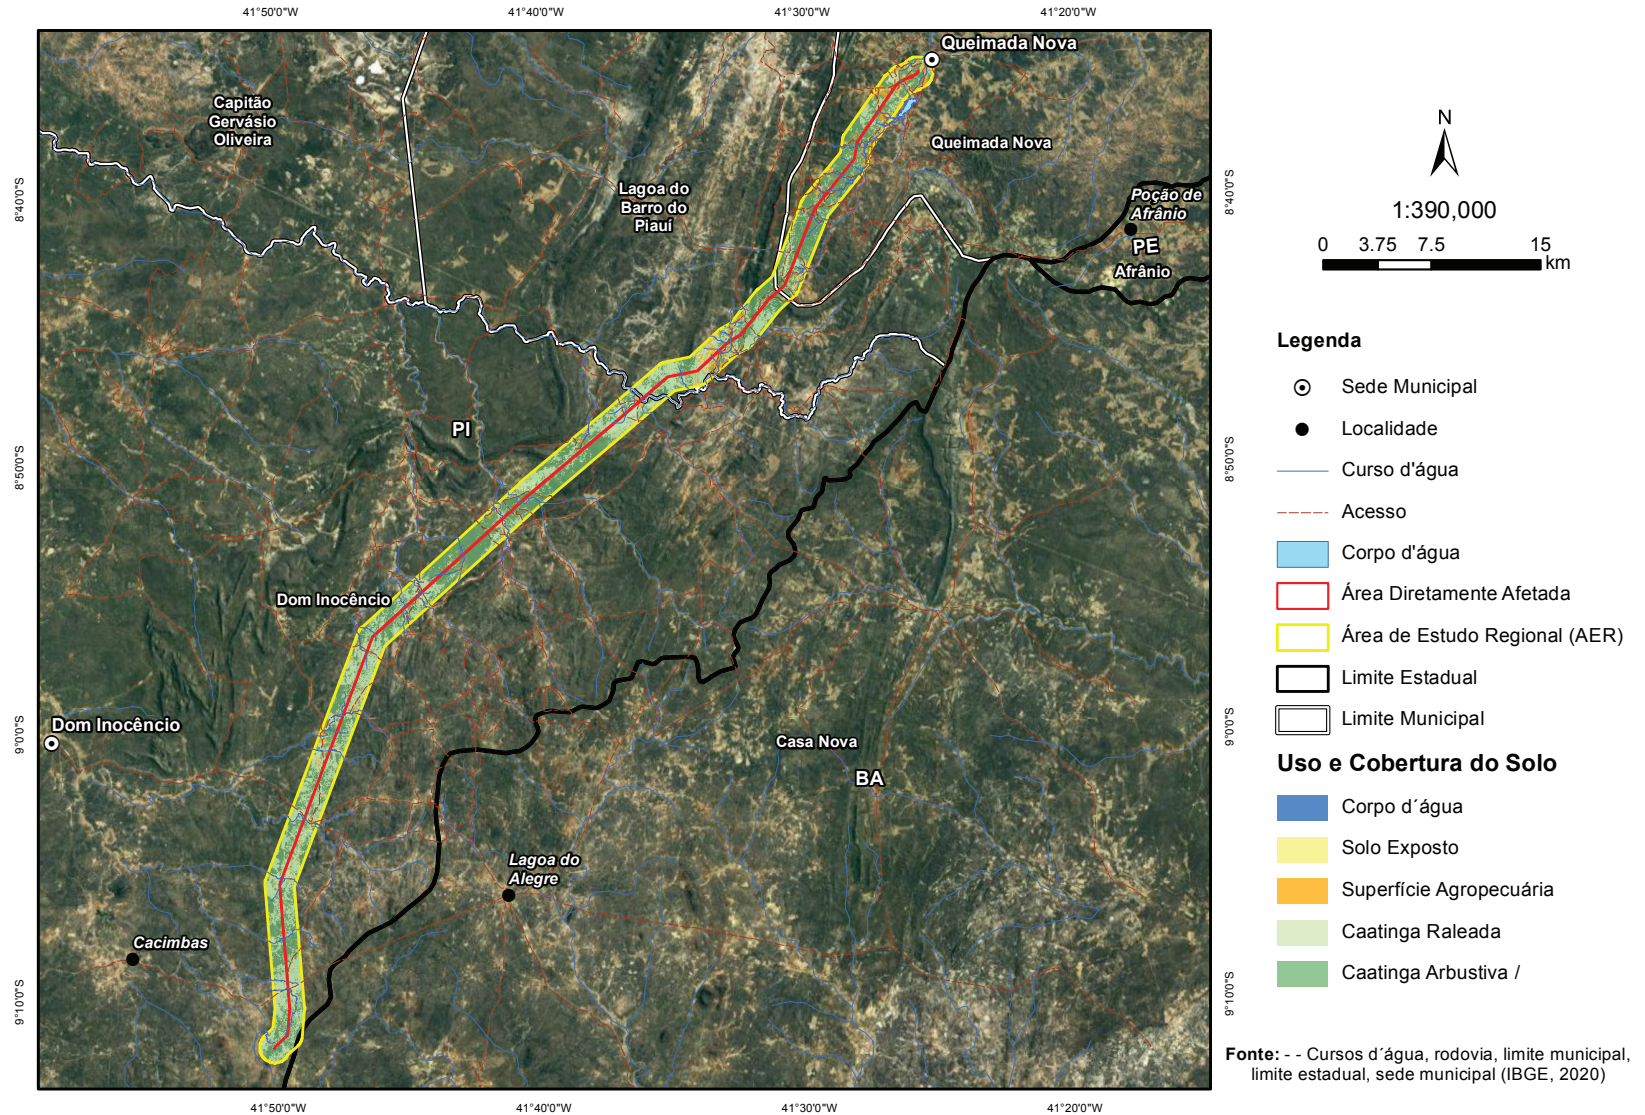 41°50'0"W
41°40'0"W
41°30'0"W
41°20'0"W
Queimada Nova
Capitão
Gervásio
Oliveira
Queimada Nova
Lagoa do
Barro do
Piauí
Poção de
Afrânio
PE
Afrânio
8°40'0"S
8°40'0"S
PI
8°50'0"S
8°50'0"S
Dom Inocêncio
Dom Inocêncio
9°0'0"S
9°0'0"S
Casa Nova
BA
Lagoa do
Alegre
Cacimbas
9°10'0"S
9°10'0"S
41°50'0"W
41°40'0"W
41°30'0"W
41°20'0"W
N
1:390,000
0 3.75 7.5 15
km
Legenda
Sede Municipal
Localidade
Curso d'água
Acesso
Corpo d'água
Área Diretamente Afetada
Área de Estudo Regional (AER)
Limite Estadual
Limite Municipal
Uso e Cobertura do Solo
Corpo d´água
Solo Exposto
Superfície Agropecuária
Caatinga Raleada
Caatinga Arbustiva /
Fonte: - - Cursos d´água, rodovia, limite municipal,
limite estadual, sede municipal (IBGE, 2020)